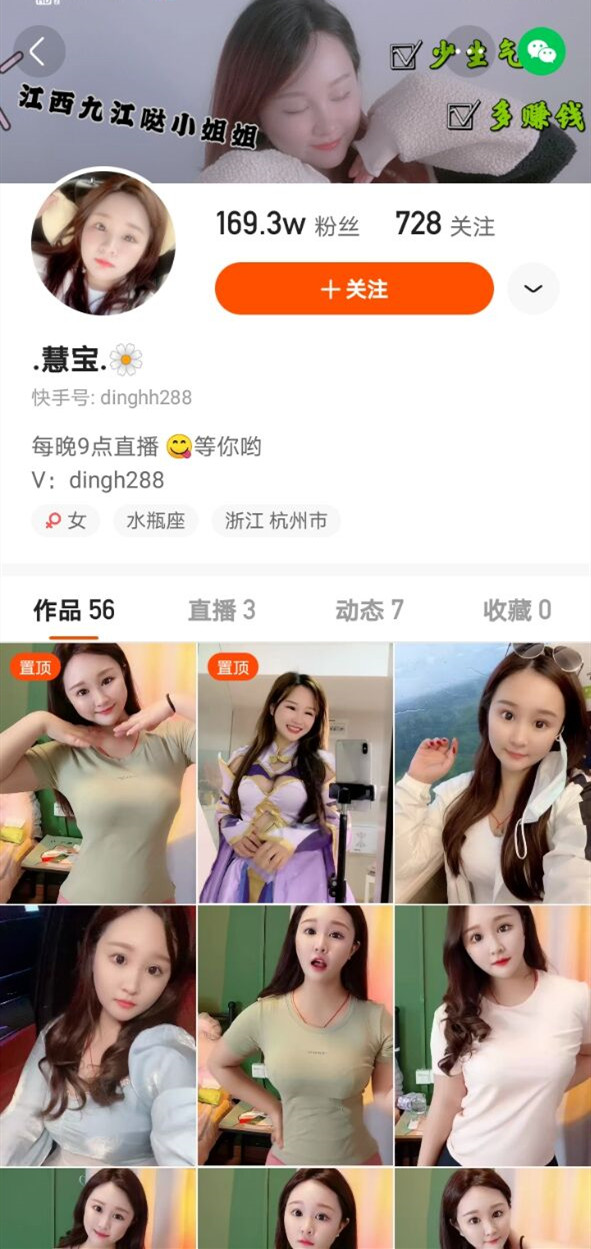 少生气
江西九江哒小姐姐
多赚钱
169.3w 粉丝 728 关注
＋关注
.慧宝.
快手号: dinghh288
每晚9点直播 😋等你哟
V：dingh288
女 水瓶座 浙江 杭州市
作品 56 直播 3 动态 7 收藏 0
置顶 置顶